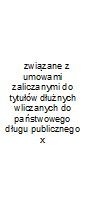 związane z
umowami
zaliczanymi do
tytułów dłużnych
wliczanych do
państwowego
długu publicznego
x